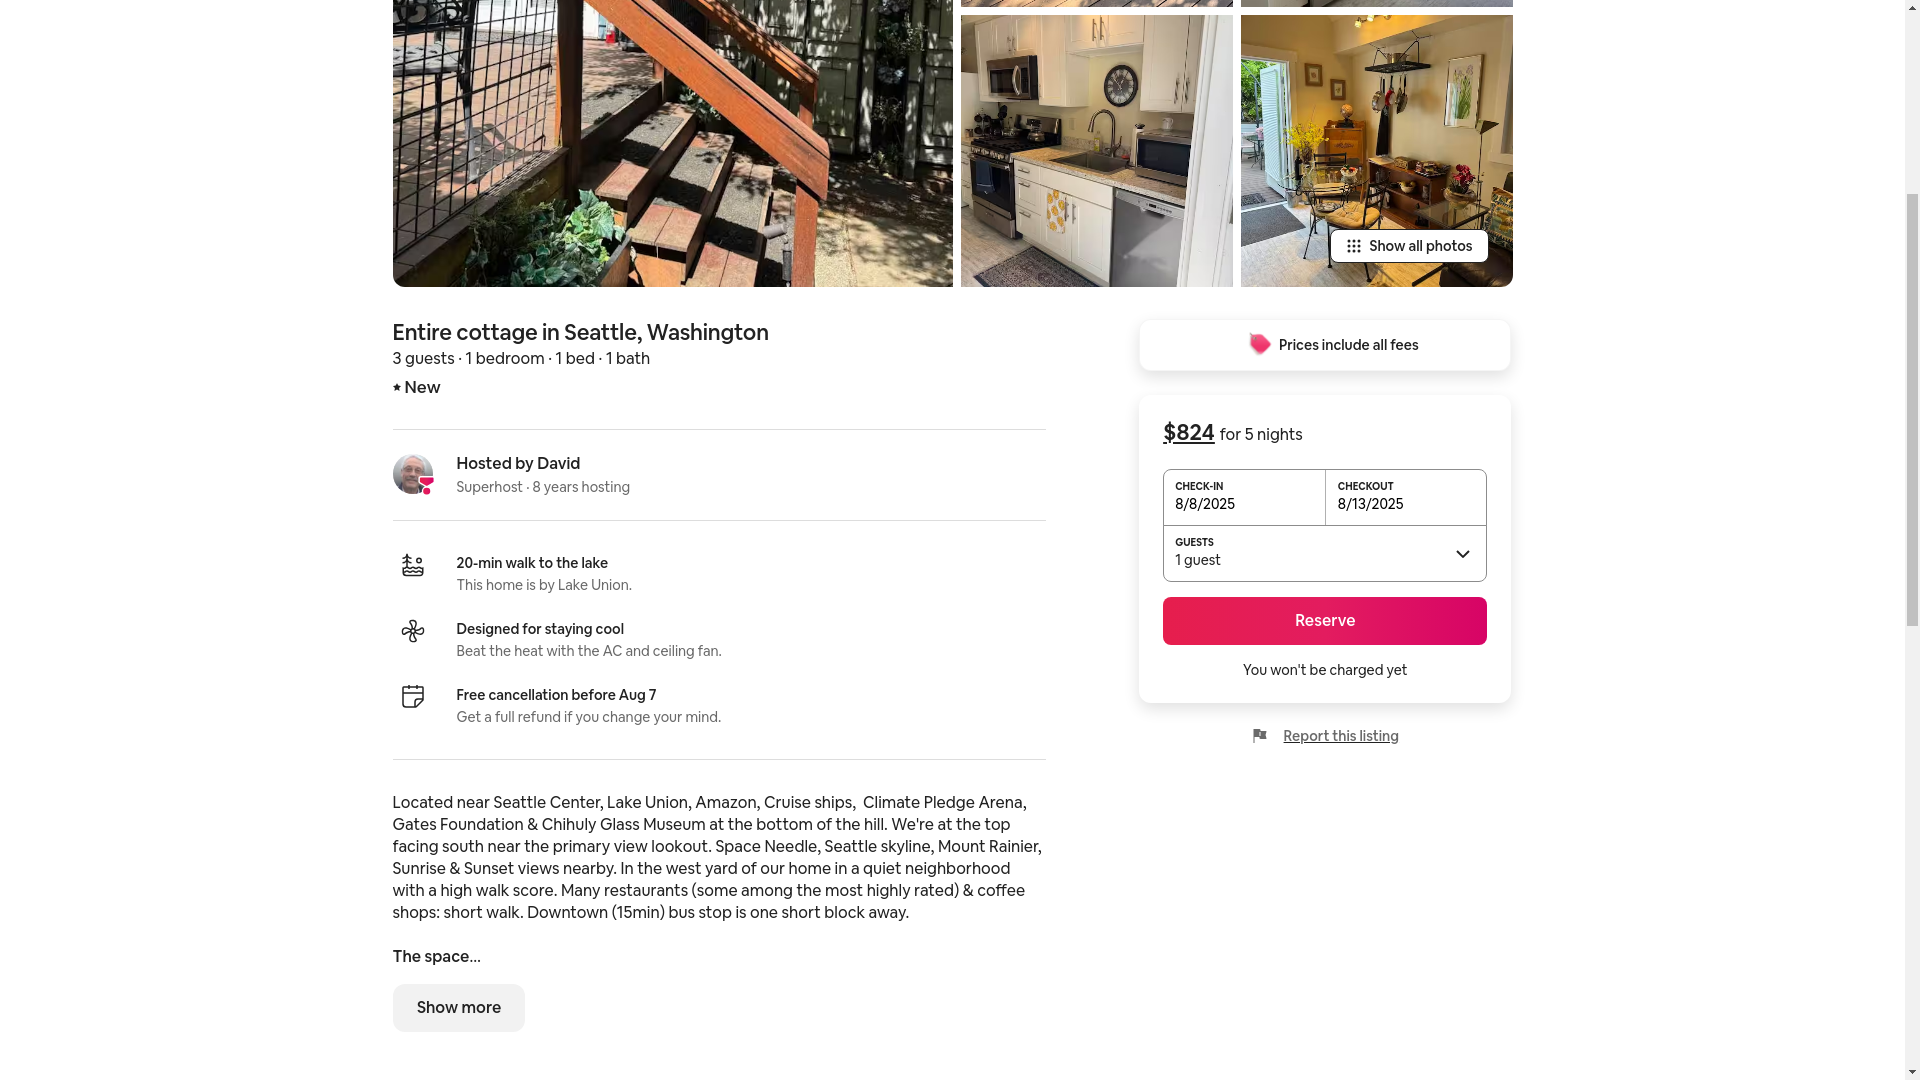 Show all photos
Entire cottage in Seattle, Washington
3 guests · 1 bedroom · 1 bed · 1 bath
New
Hosted by David
Superhost · 8 years hosting
20-min walk to the lake
This home is by Lake Union.
Designed for staying cool
Beat the heat with the AC and ceiling fan.
Free cancellation before Aug 7
Get a full refund if you change your mind.
Located near Seattle Center, Lake Union, Amazon, Cruise ships,  Climate Pledge Arena,
Gates Foundation & Chihuly Glass Museum at the bottom of the hill. We're at the top
facing south near the primary view lookout. Space Needle, Seattle skyline, Mount Rainier,
Sunrise & Sunset views nearby. In the west yard of our home in a quiet neighborhood
with a high walk score. Many restaurants (some among the most highly rated) & coffee
shops: short walk. Downtown (15min) bus stop is one short block away.
The space...
Show more
Prices include all fees
$824 for 5 nights
CHECK-IN
8/8/2025
CHECKOUT
8/13/2025
GUESTS
1 guest
Reserve
You won't be charged yet
Report this listing